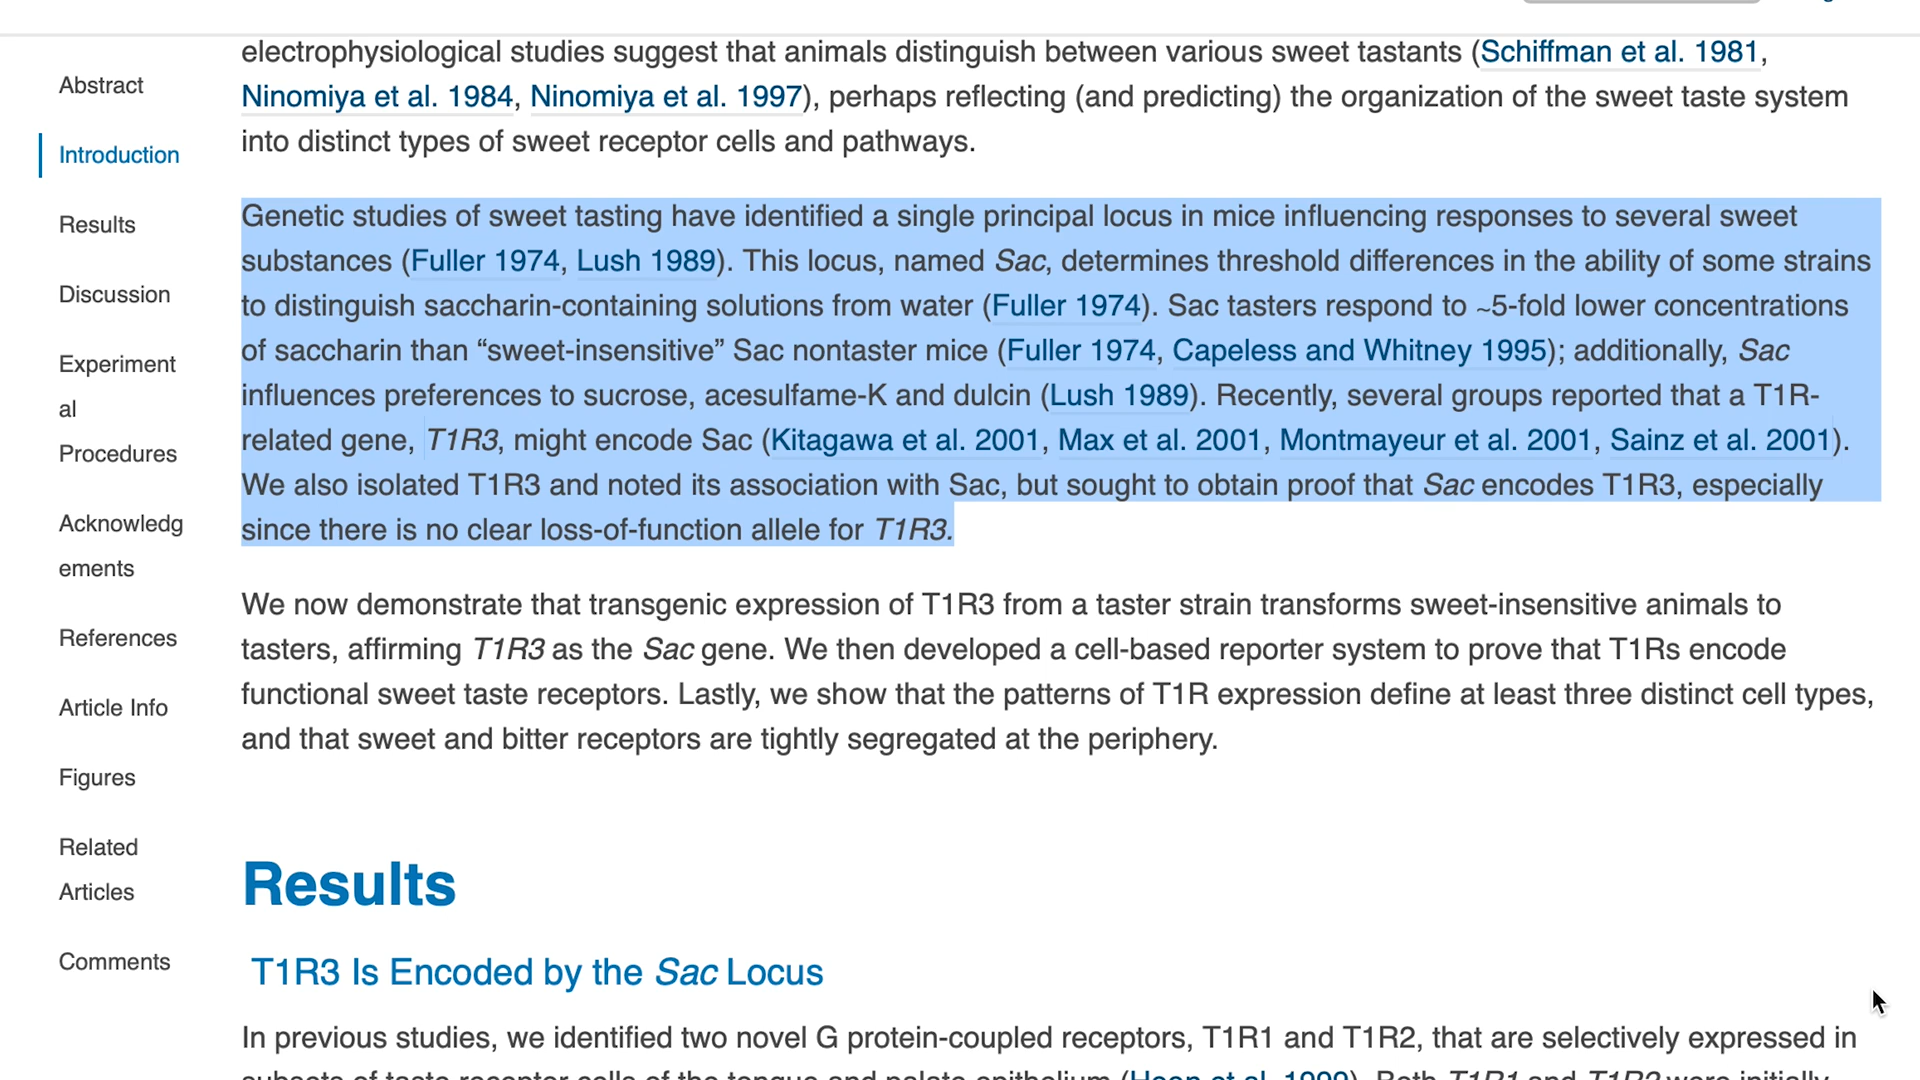 Abstract
Introduction
Results
Discussion
Experiment
al
Procedures
Acknowledg
ements
References
Article Info
Figures
Related
Articles
Comments
electrophysiological studies suggest that animals distinguish between various sweet tastants (Schiffman et al. 1981,
Ninomiya et al. 1984, Ninomiya et al. 1997), perhaps reflecting (and predicting) the organization of the sweet taste system
into distinct types of sweet receptor cells and pathways.
Genetic studies of sweet tasting have identified a single principal locus in mice influencing responses to several sweet
substances (Fuller 1974, Lush 1989). This locus, named Sac, determines threshold differences in the ability of some strains
to distinguish saccharin-containing solutions from water (Fuller 1974). Sac tasters respond to ~5-fold lower concentrations
of saccharin than “sweet-insensitive” Sac nontaster mice (Fuller 1974, Capeless and Whitney 1995); additionally, Sac
influences preferences to sucrose, acesulfame-K and dulcin (Lush 1989). Recently, several groups reported that a T1R-
related gene, T1R3, might encode Sac (Kitagawa et al. 2001, Max et al. 2001, Montmayeur et al. 2001, Sainz et al. 2001).
We also isolated T1R3 and noted its association with Sac, but sought to obtain proof that Sac encodes T1R3, especially
since there is no clear loss-of-function allele for T1R3.
We now demonstrate that transgenic expression of T1R3 from a taster strain transforms sweet-insensitive animals to
tasters, affirming T1R3 as the Sac gene. We then developed a cell-based reporter system to prove that T1Rs encode
functional sweet taste receptors. Lastly, we show that the patterns of T1R expression define at least three distinct cell types,
and that sweet and bitter receptors are tightly segregated at the periphery.
Results
T1R3 Is Encoded by the Sac Locus
In previous studies, we identified two novel G protein-coupled receptors, T1R1 and T1R2, that are selectively expressed in